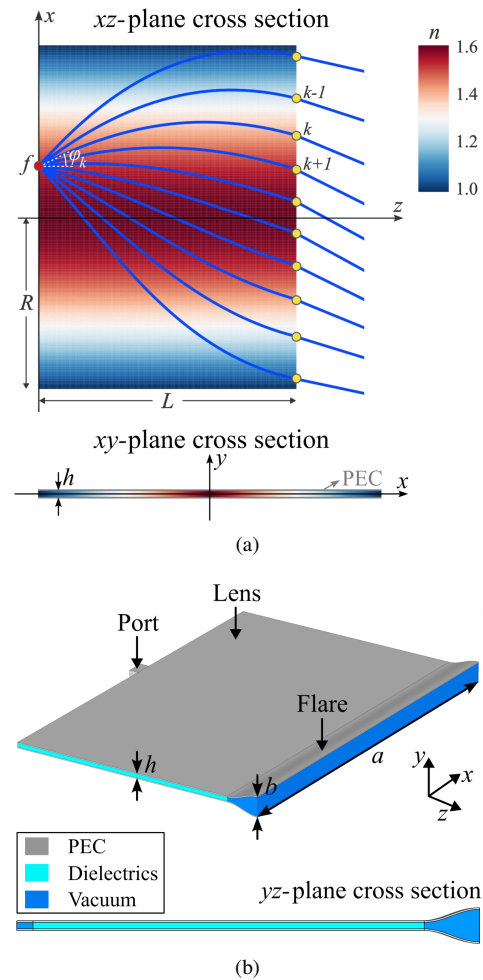 x
xz-plane cross section
n
1.6
k-1
1.4
k
f
φk
k+1
1.2
z
1.0
R
L
xy-plane cross section
y
h
PEC
x
(a)
Lens
Port
Flare
h
b
a
y
x
z
PEC
Dielectrics
Vacuum
yz-plane cross section
(b)